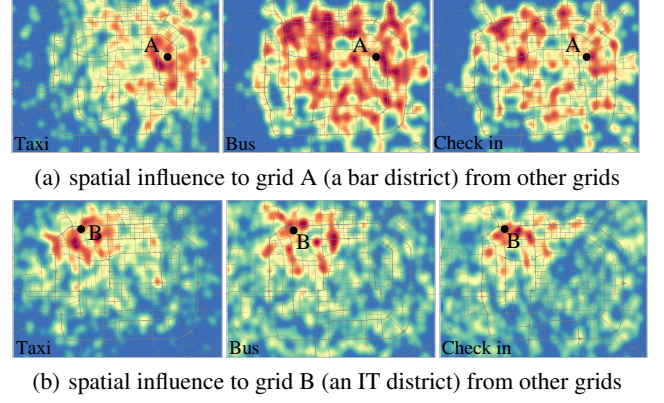 A A A
Taxi Bus Check in
(a) spatial influence to grid A (a bar district) from other grids
B B B
Taxi Bus Check in
(b) spatial influence to grid B (an IT district) from other grids